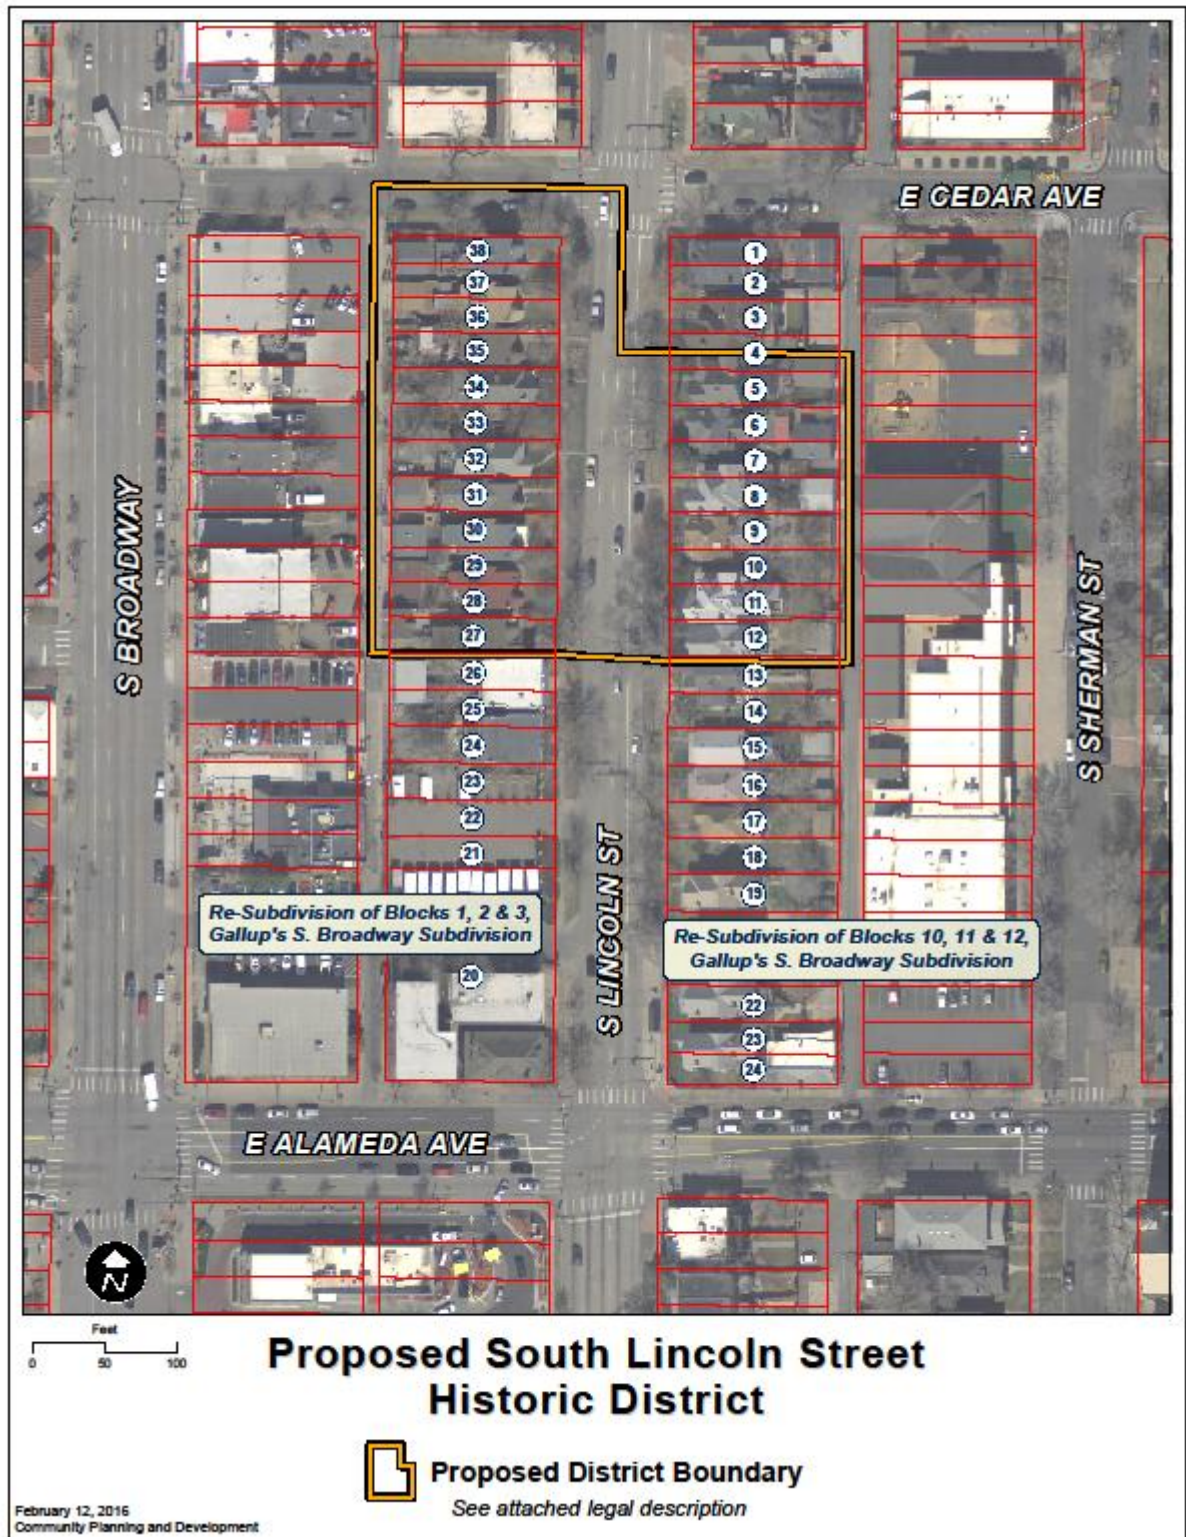 E CEDAR AVE
38
1
37
2
36
3
35
4
34
5
33
6
32
7
31
8
30
9
29
10
28
11
27
12
26
13
25
14
24
15
23
16
22
17
21
18
19
S BROADWAY
S LINCOLN ST
S SHERMAN ST
Re-Subdivision of Blocks 1, 2 & 3,
Gallup's S. Broadway Subdivision
Re-Subdivision of Blocks 10, 11 & 12,
Gallup's S. Broadway Subdivision
20
22
23
24
E ALAMEDA AVE
N
Feet
0 50 100
Proposed South Lincoln Street
Historic District
Proposed District Boundary
See attached legal description
February 12, 2016
Community Planning and Development